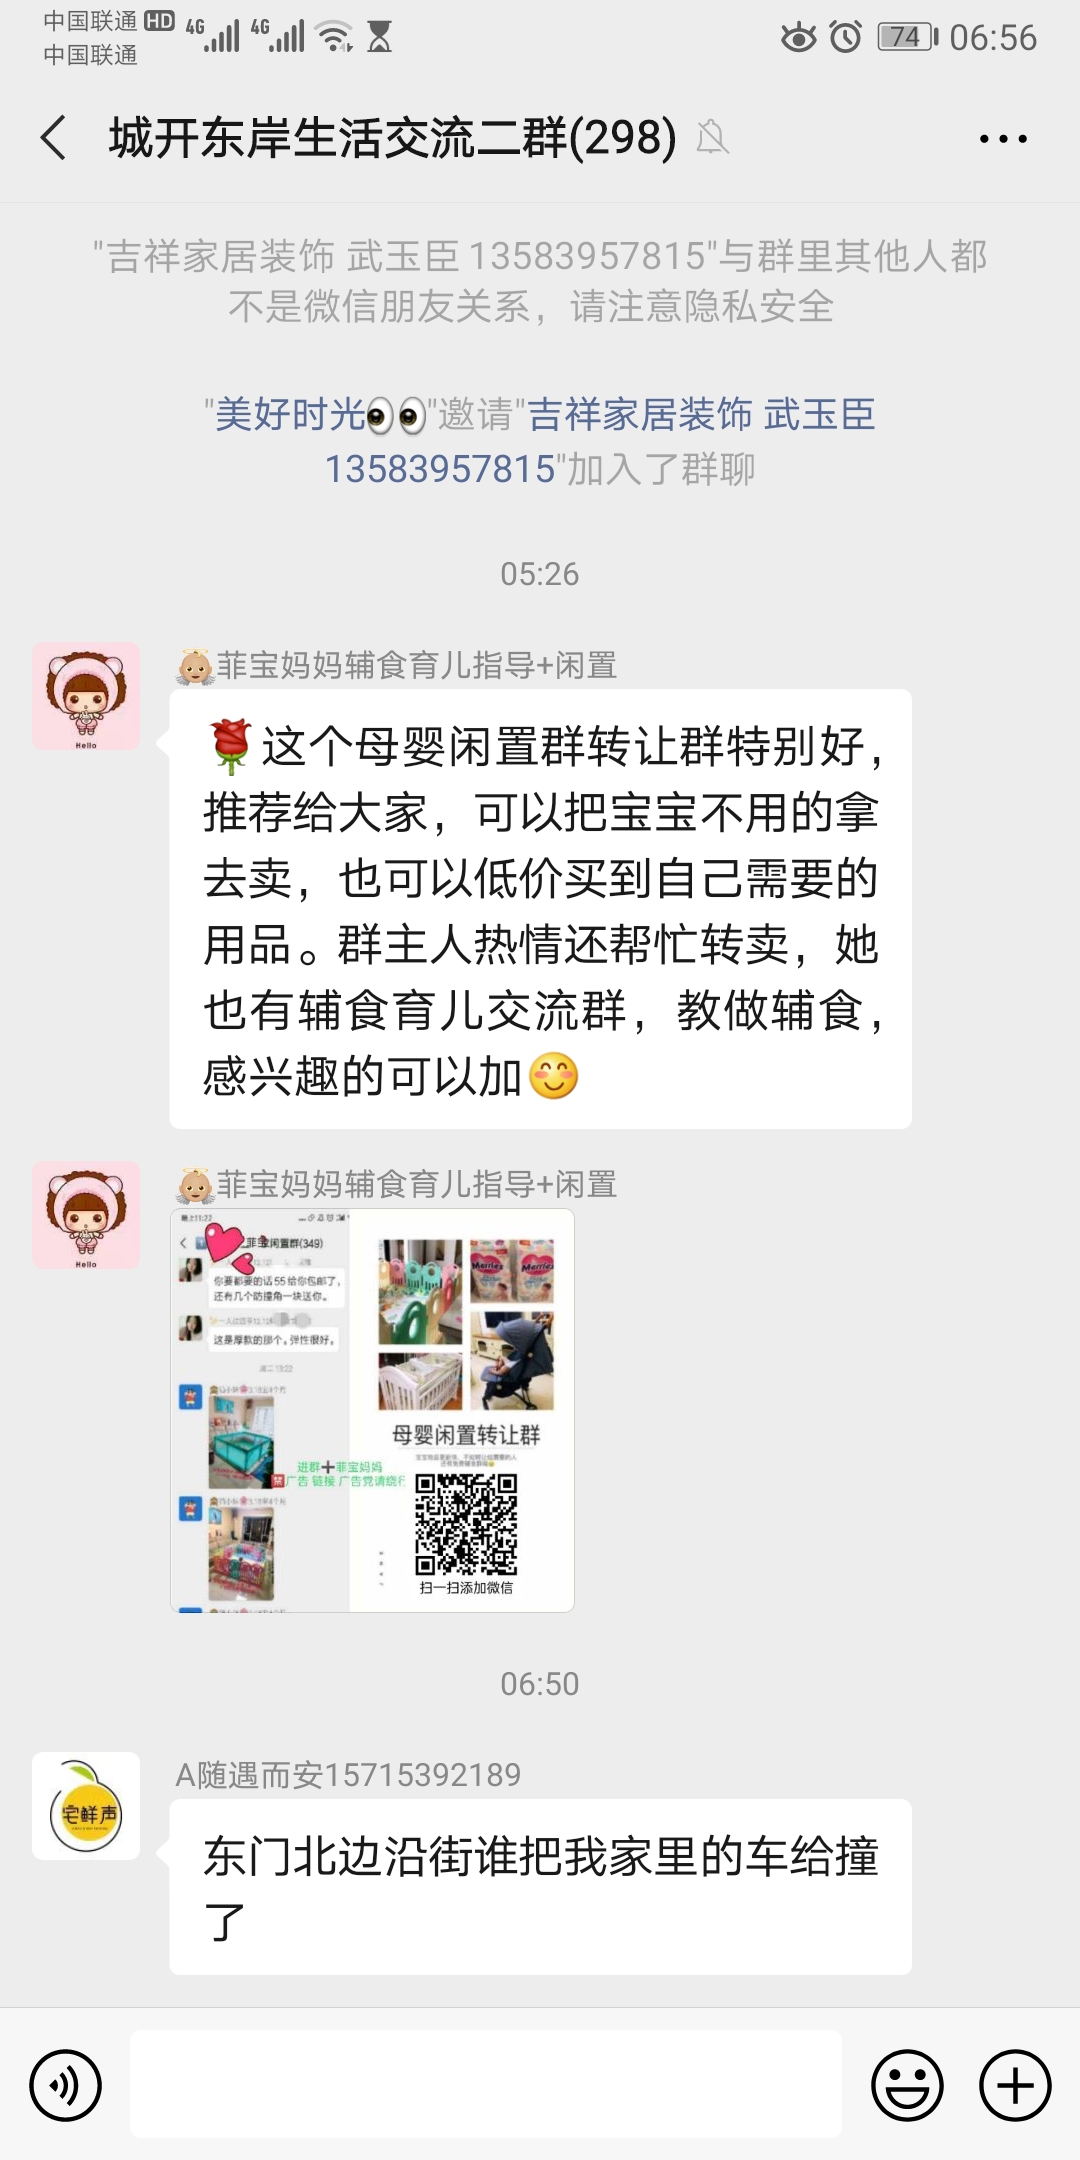 中国联通 HD 4G 4G 74 06:56
中国联通
城开东岸生活交流二群(298)
"吉祥家居装饰 武玉臣 13583957815"与群里其他人都
不是微信朋友关系，请注意隐私安全
"美好时光👀"邀请"吉祥家居装饰 武玉臣
13583957815"加入了群聊
05:26
👼🏼菲宝妈妈辅食育儿指导+闲置
Hello
🌹这个母婴闲置群转让群特别好，
推荐给大家，可以把宝宝不用的拿
去卖，也可以低价买到自己需要的
用品。群主人热情还帮忙转卖，她
也有辅食育儿交流群，教做辅食，
感兴趣的可以加😊
👼🏼菲宝妈妈辅食育儿指导+闲置
Hello
晚上11:22
菲宝闲置群(349)
你要都要的话55给你包邮了，
还有几个防撞角一块送你。
这是厚款的那个，弹性很好。
进群➕菲宝妈妈
广告 链接 广告党请绕行
Merries
Merries
母婴闲置转让群
扫一扫添加微信
06:50
A随遇而安15715392189
宅鲜声
东门北边沿街谁把我家里的车给撞
了